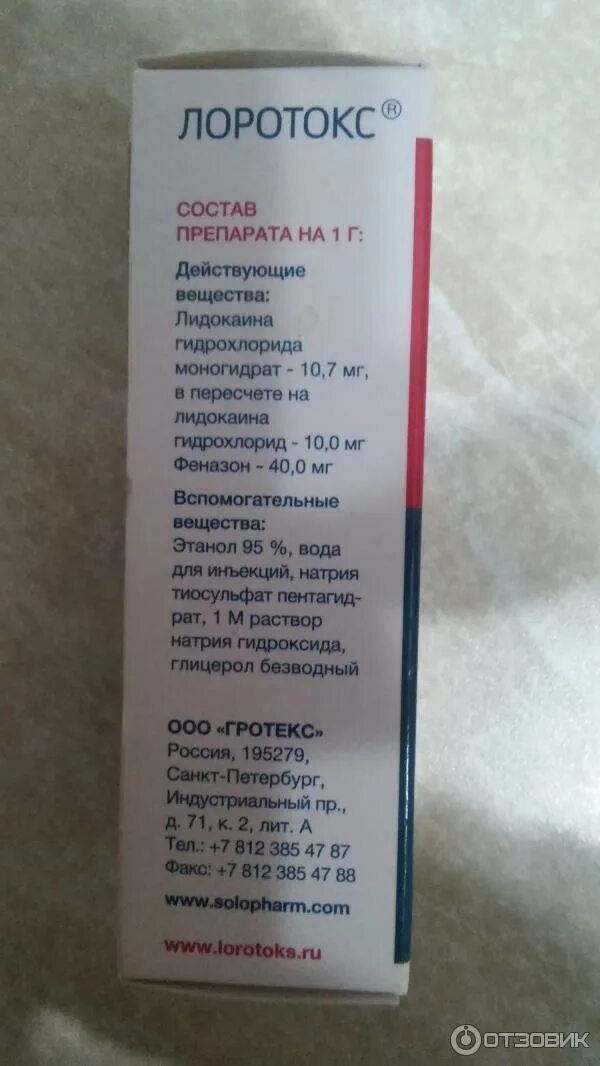 ЛОРОТОКС®
СОСТАВ
ПРЕПАРАТА НА 1 Г:
Действующие
вещества:
Лидокаина
гидрохлорида
моногидрат - 10,7 мг,
в пересчете на
лидокаина
гидрохлорид - 10,0 мг
Феназон - 40,0 мг
Вспомогательные
вещества:
Этанол 95 %, вода
для инъекций, натрия
тиосульфат пентагид-
рат, 1 М раствор
натрия гидроксида,
глицерол безводный
ООО «ГРОТЕКС»
Россия, 195279,
Санкт-Петербург,
Индустриальный пр.,
д. 71, к. 2, лит. А
Тел.: +7 812 385 47 87
Факс: +7 812 385 47 88
www.solopharm.com
www.lorotoks.ru
ОТЗОВИК